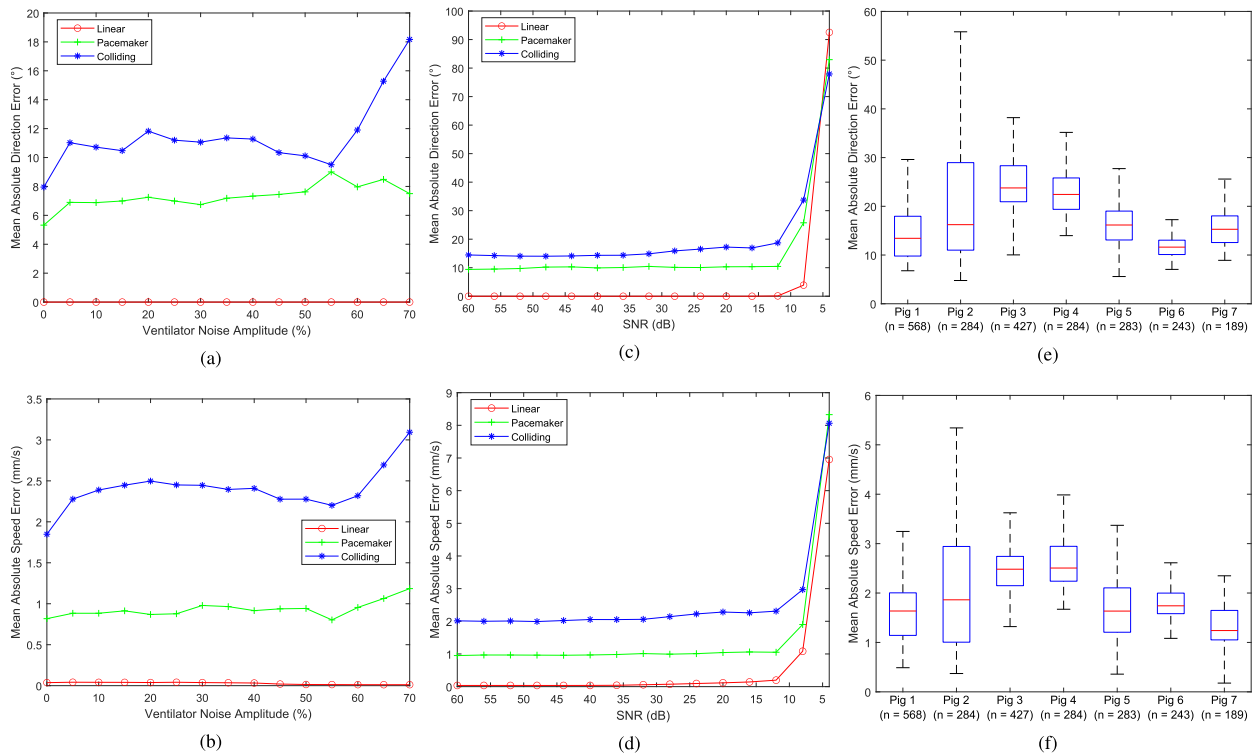 20
18
16
14
12
10
8
6
4
2
0
Mean Absolute Direction Error (°)
Linear
Pacemaker
Colliding
0 10 20 30 40 50 60 70
Ventilator Noise Amplitude (%)
(a)
100
90
80
70
60
50
40
30
20
10
0
Mean Absolute Direction Error (°)
Linear
Pacemaker
Colliding
60 55 50 44 40 35 30 25 20 15 10 5
SNR (dB)
(c)
60
50
40
30
20
10
0
Mean Absolute Direction Error (°)
Pig 1 Pig 2 Pig 3 Pig 4 Pig 5 Pig 6 Pig 7
(n = 568) (n = 284) (n = 427) (n = 284) (n = 283) (n = 243) (n = 189)
(e)
3.5
3
2.5
2
1.5
1
0.5
0
Mean Absolute Speed Error (mm/s)
Linear
Pacemaker
Colliding
0 10 20 30 40 50 60 70
Ventilator Noise Amplitude (%)
(b)
9
8
7
6
5
4
3
2
1
0
Mean Absolute Speed Error (mm/s)
Linear
Pacemaker
Colliding
60 55 50 44 40 35 30 25 20 15 10 5
SNR (dB)
(d)
6
5
4
3
2
1
0
Mean Absolute Speed Error (mm/s)
Pig 1 Pig 2 Pig 3 Pig 4 Pig 5 Pig 6 Pig 7
(n = 568) (n = 284) (n = 427) (n = 284) (n = 283) (n = 243) (n = 189)
(f)